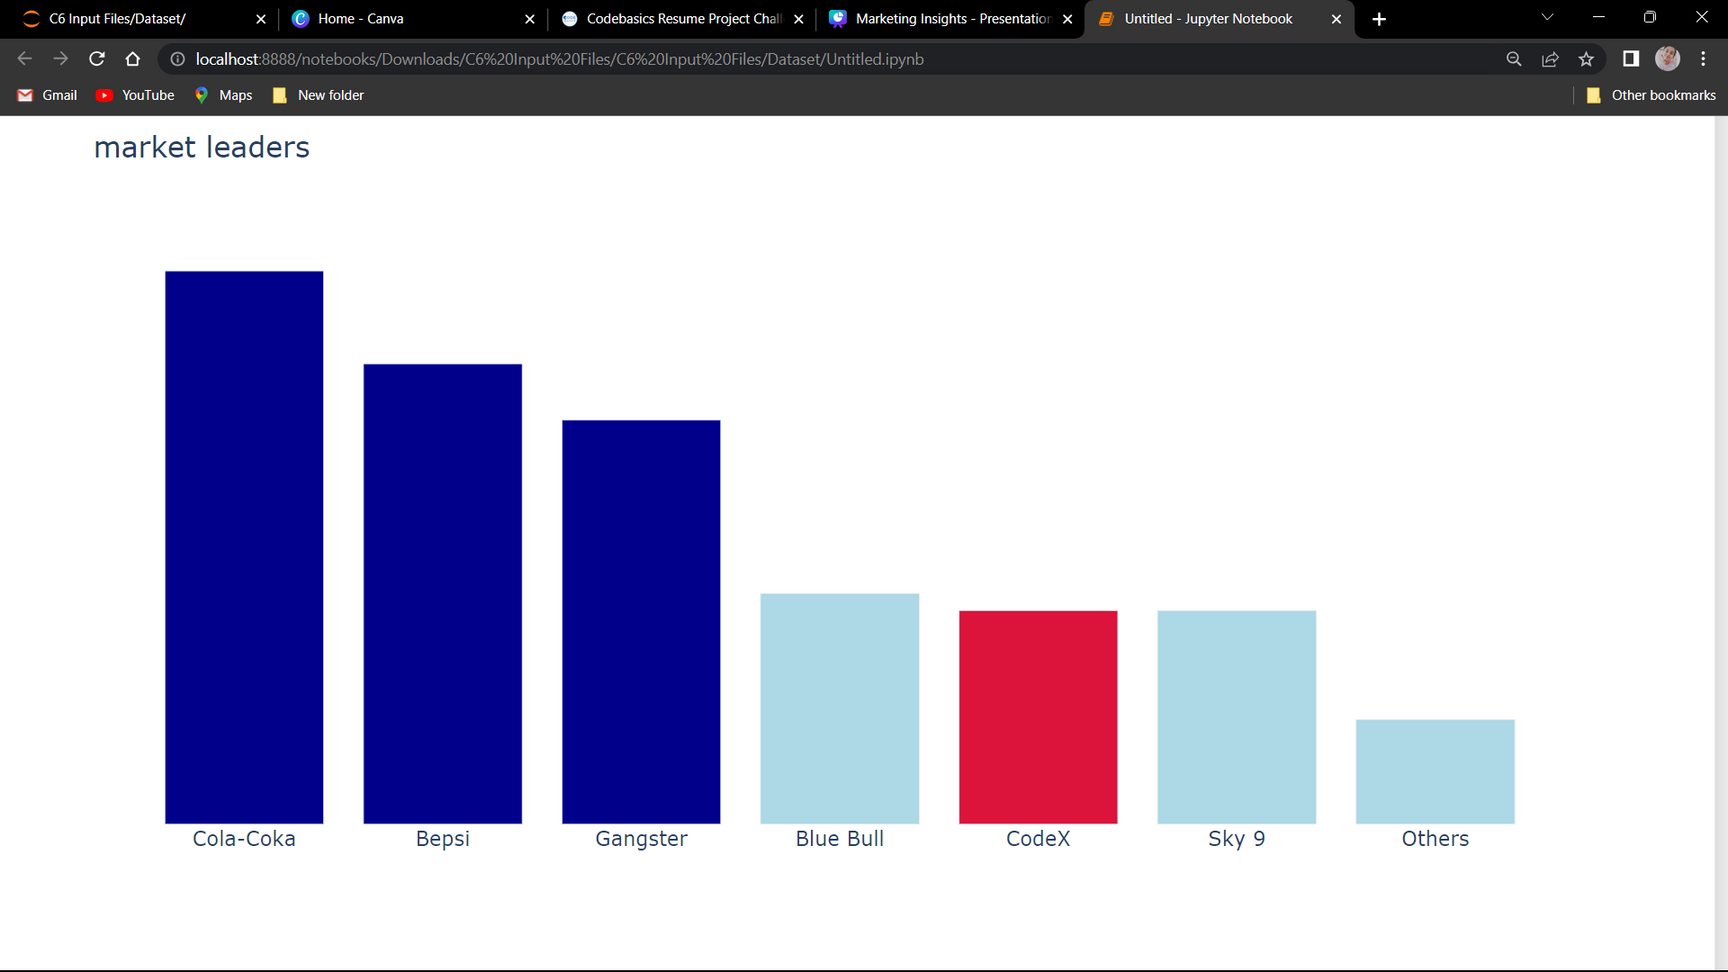 C6 Input Files/Dataset/
Home - Canva
Codebasics Resume Project Chall
Marketing Insights - Presentation
Untitled - Jupyter Notebook
localhost:8888/notebooks/Downloads/C6%20Input%20Files/C6%20Input%20Files/Dataset/Untitled.ipynb
Gmail YouTube Maps New folder Other bookmarks
market leaders
Cola-Coka Bepsi Gangster Blue Bull CodeX Sky 9 Others